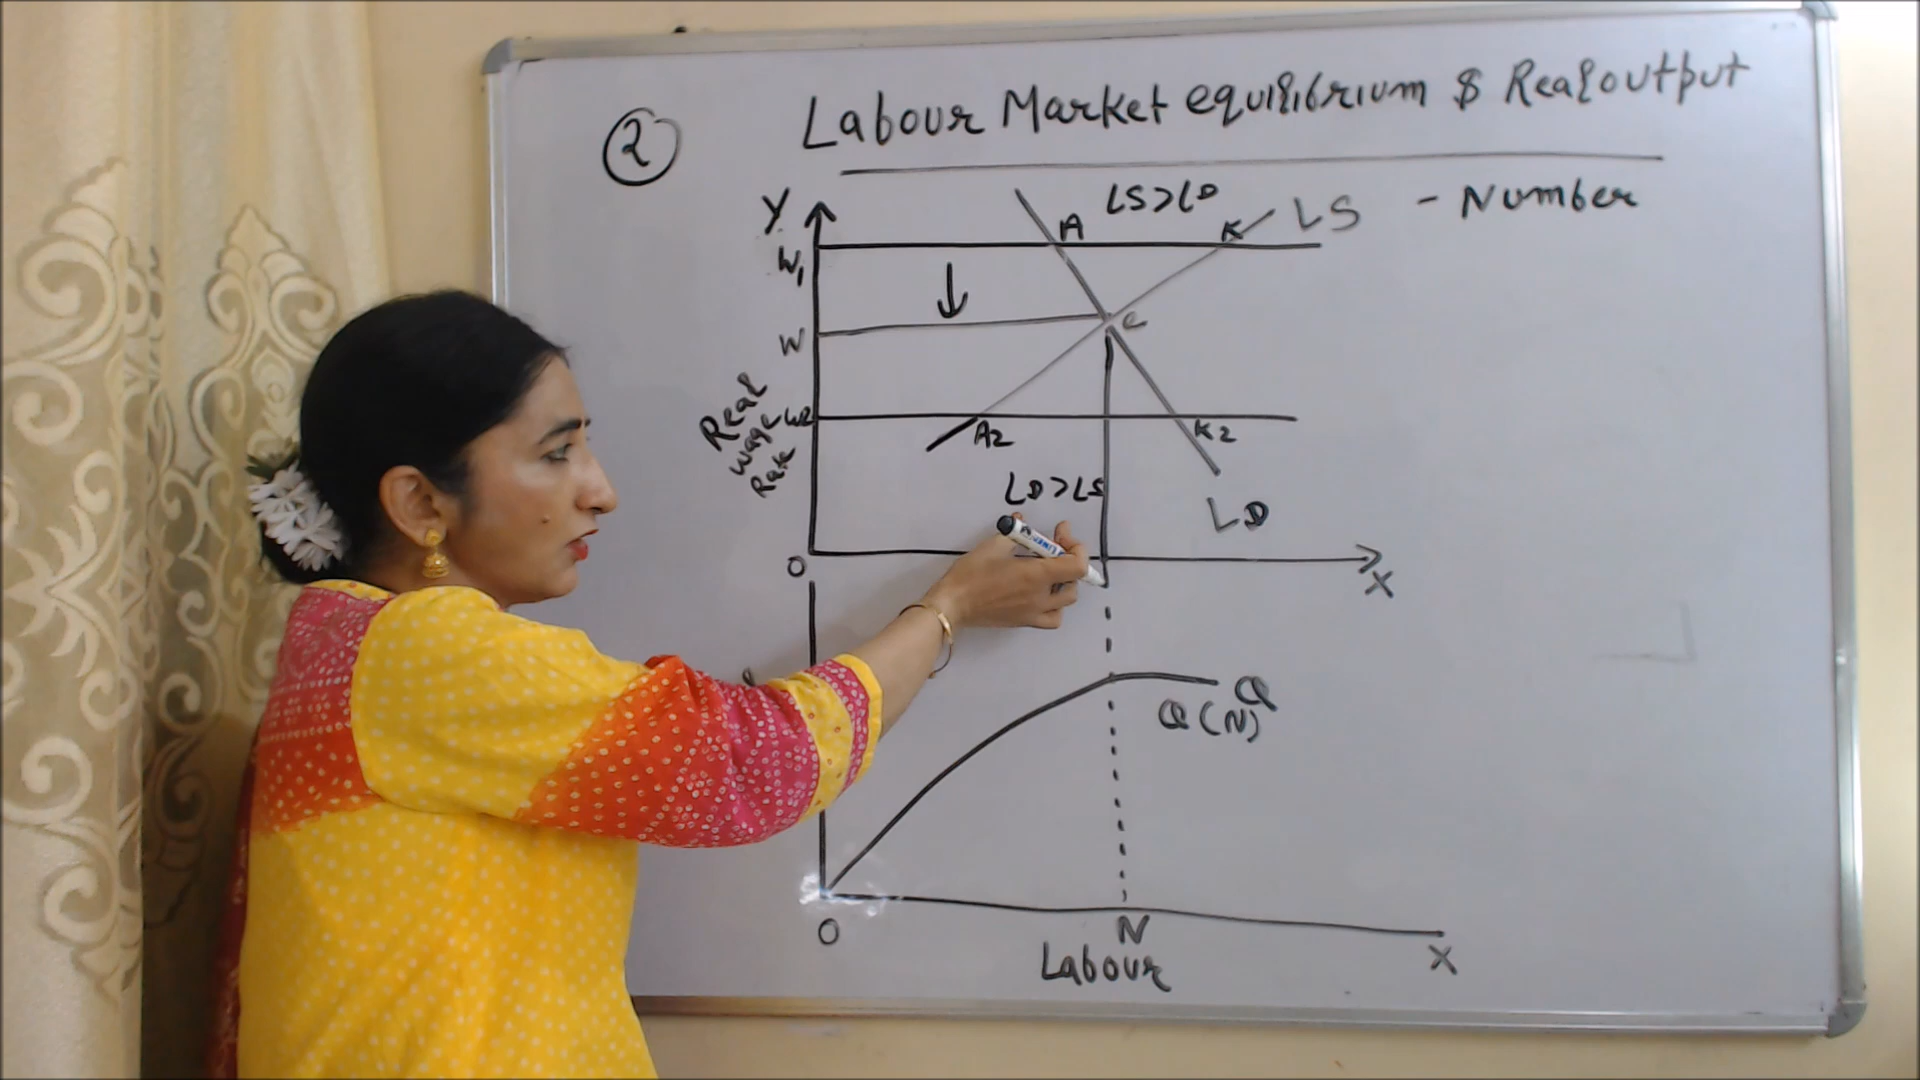 ② Labour Market equilibrium $ Real output
Y
LS>LD
A
K
LS
- Number
W1
W
e
Real
wage
Rate
W2
A2
K2
LD>LS
LD
O
X
Q
Q(N)
O
N
Labour
X